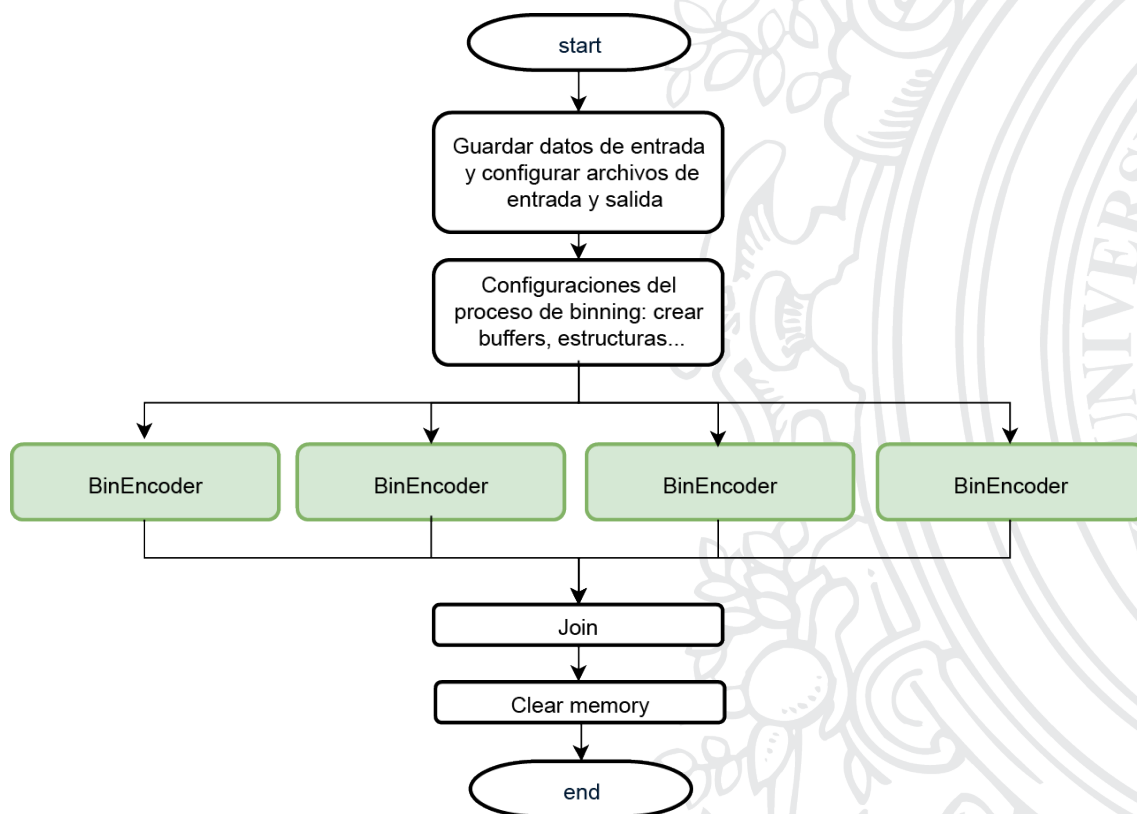 start
Guardar datos de entrada
y configurar archivos de
entrada y salida
Configuraciones del
proceso de binning: crear
buffers, estructuras...
BinEncoder
BinEncoder
BinEncoder
BinEncoder
Join
Clear memory
end
UNIVERS